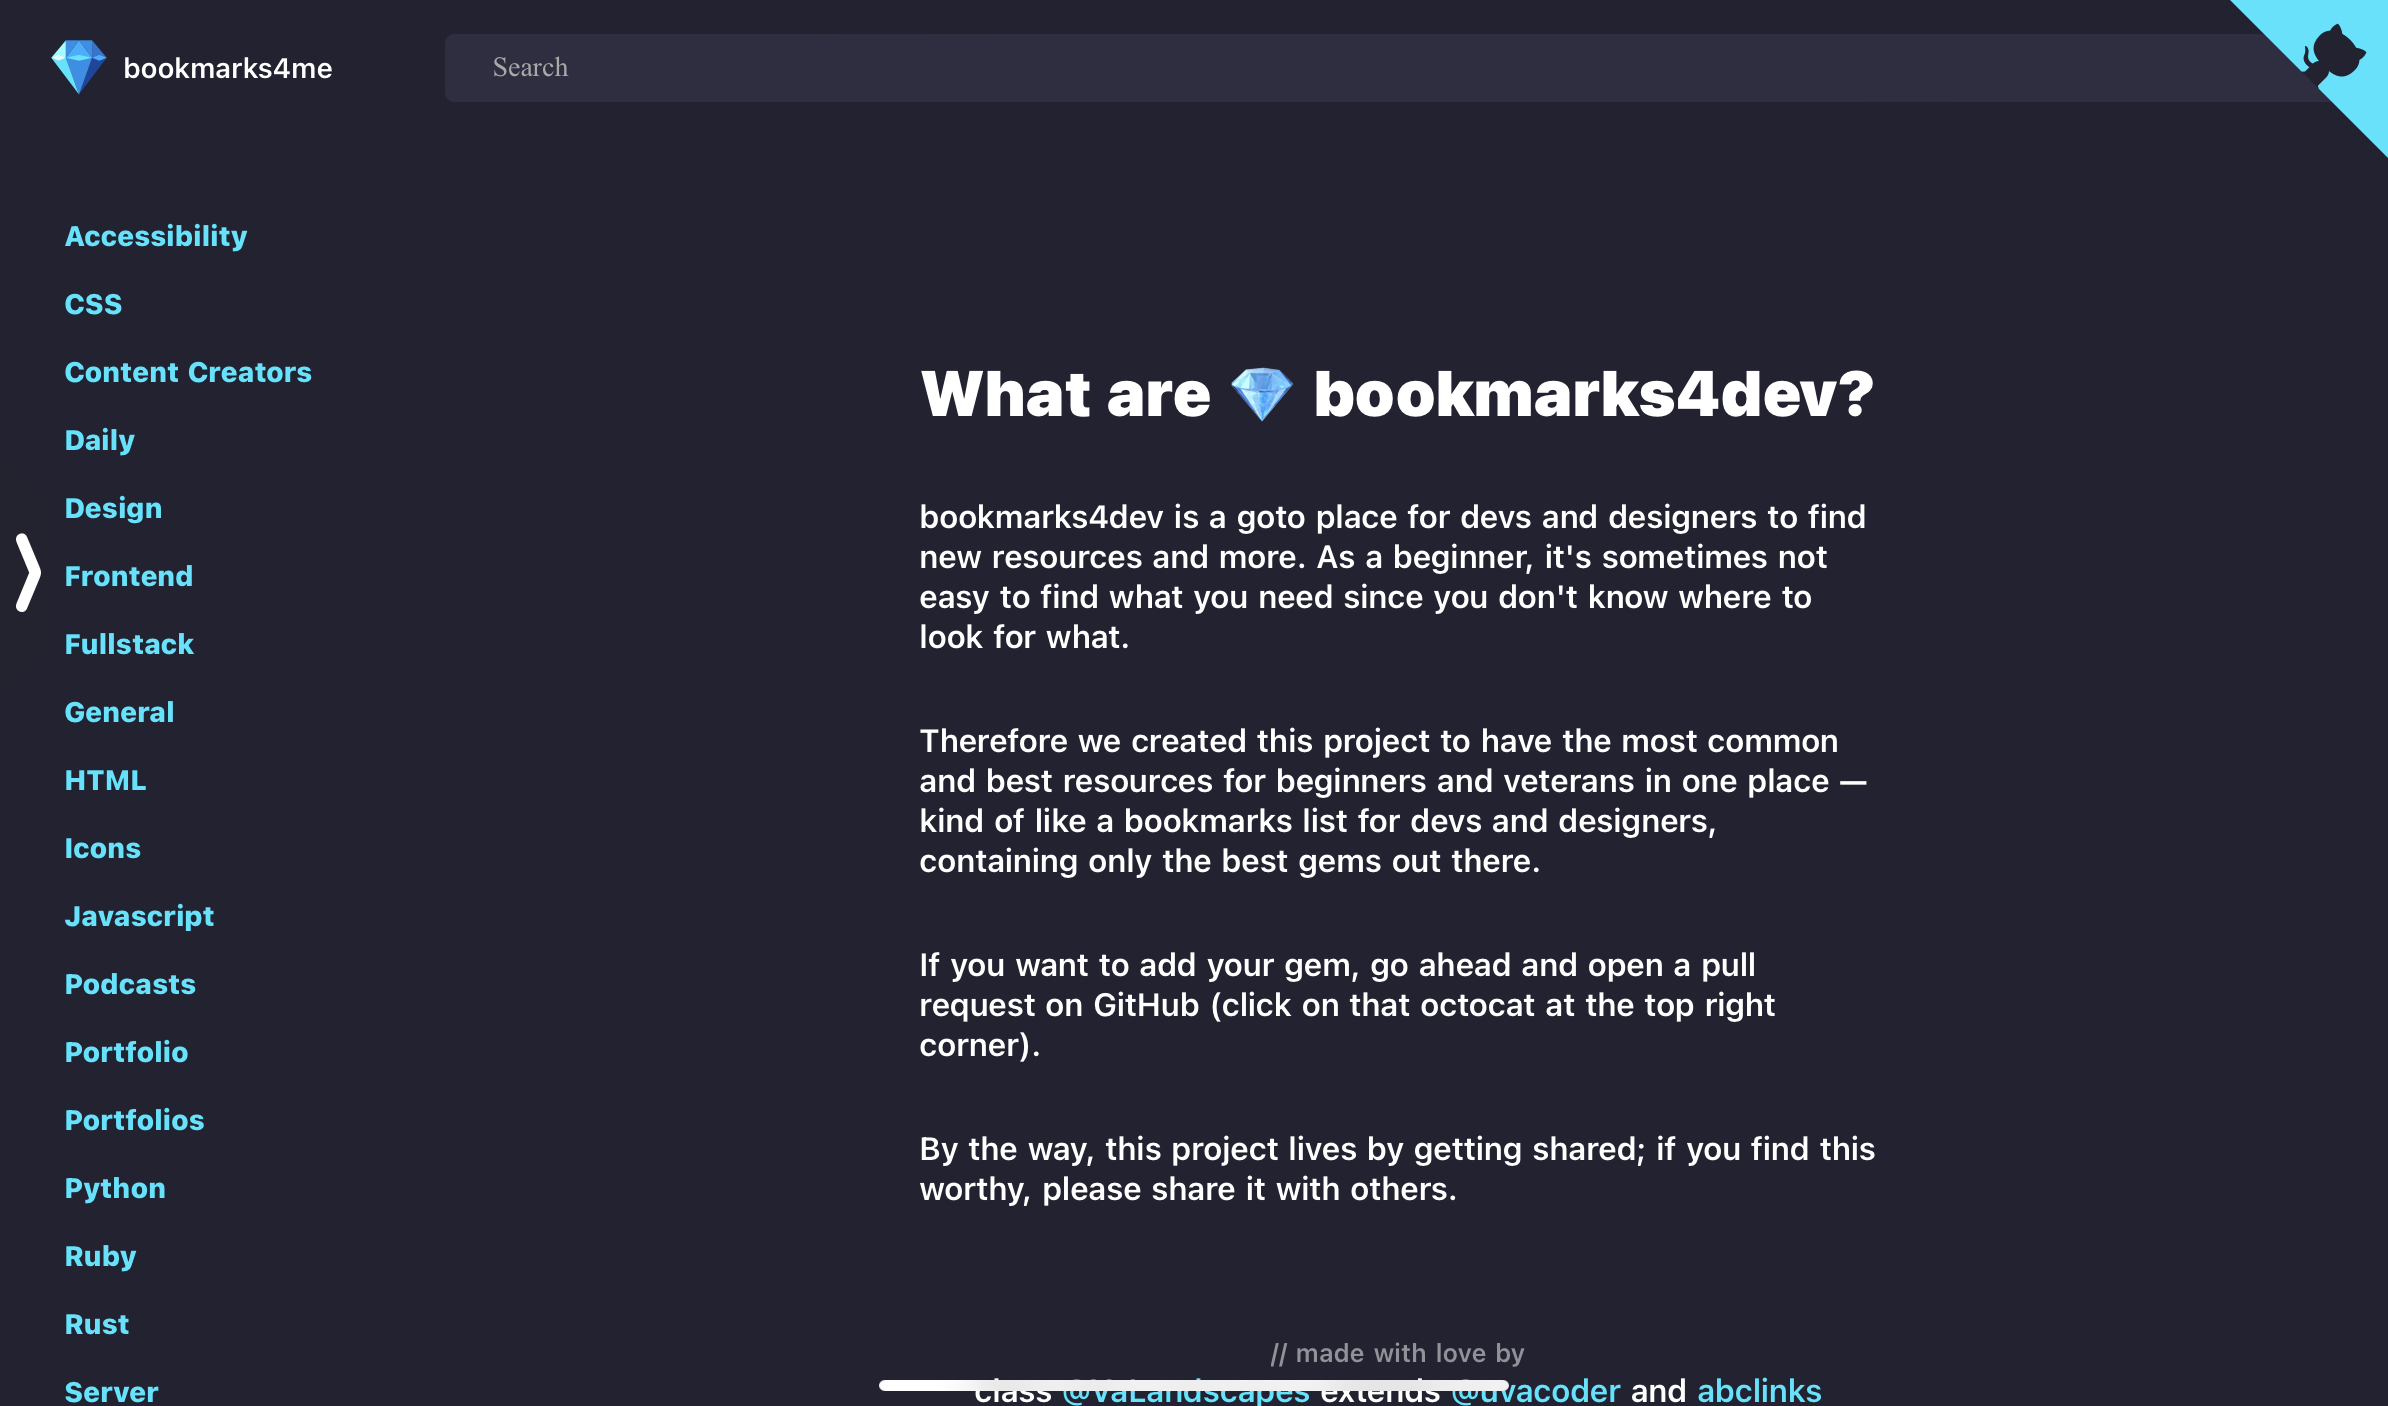 bookmarks4me
Search
Accessibility
CSS
Content Creators
Daily
Design
Frontend
Fullstack
General
HTML
Icons
Javascript
Podcasts
Portfolio
Portfolios
Python
Ruby
Rust
Server
What are 💎 bookmarks4dev?
bookmarks4dev is a goto place for devs and designers to find
new resources and more. As a beginner, it's sometimes not
easy to find what you need since you don't know where to
look for what.
Therefore we created this project to have the most common
and best resources for beginners and veterans in one place —
kind of like a bookmarks list for devs and designers,
containing only the best gems out there.
If you want to add your gem, go ahead and open a pull
request on GitHub (click on that octocat at the top right
corner).
By the way, this project lives by getting shared; if you find this
worthy, please share it with others.
// made with love by
class @VaLandscapes extends and abclinks